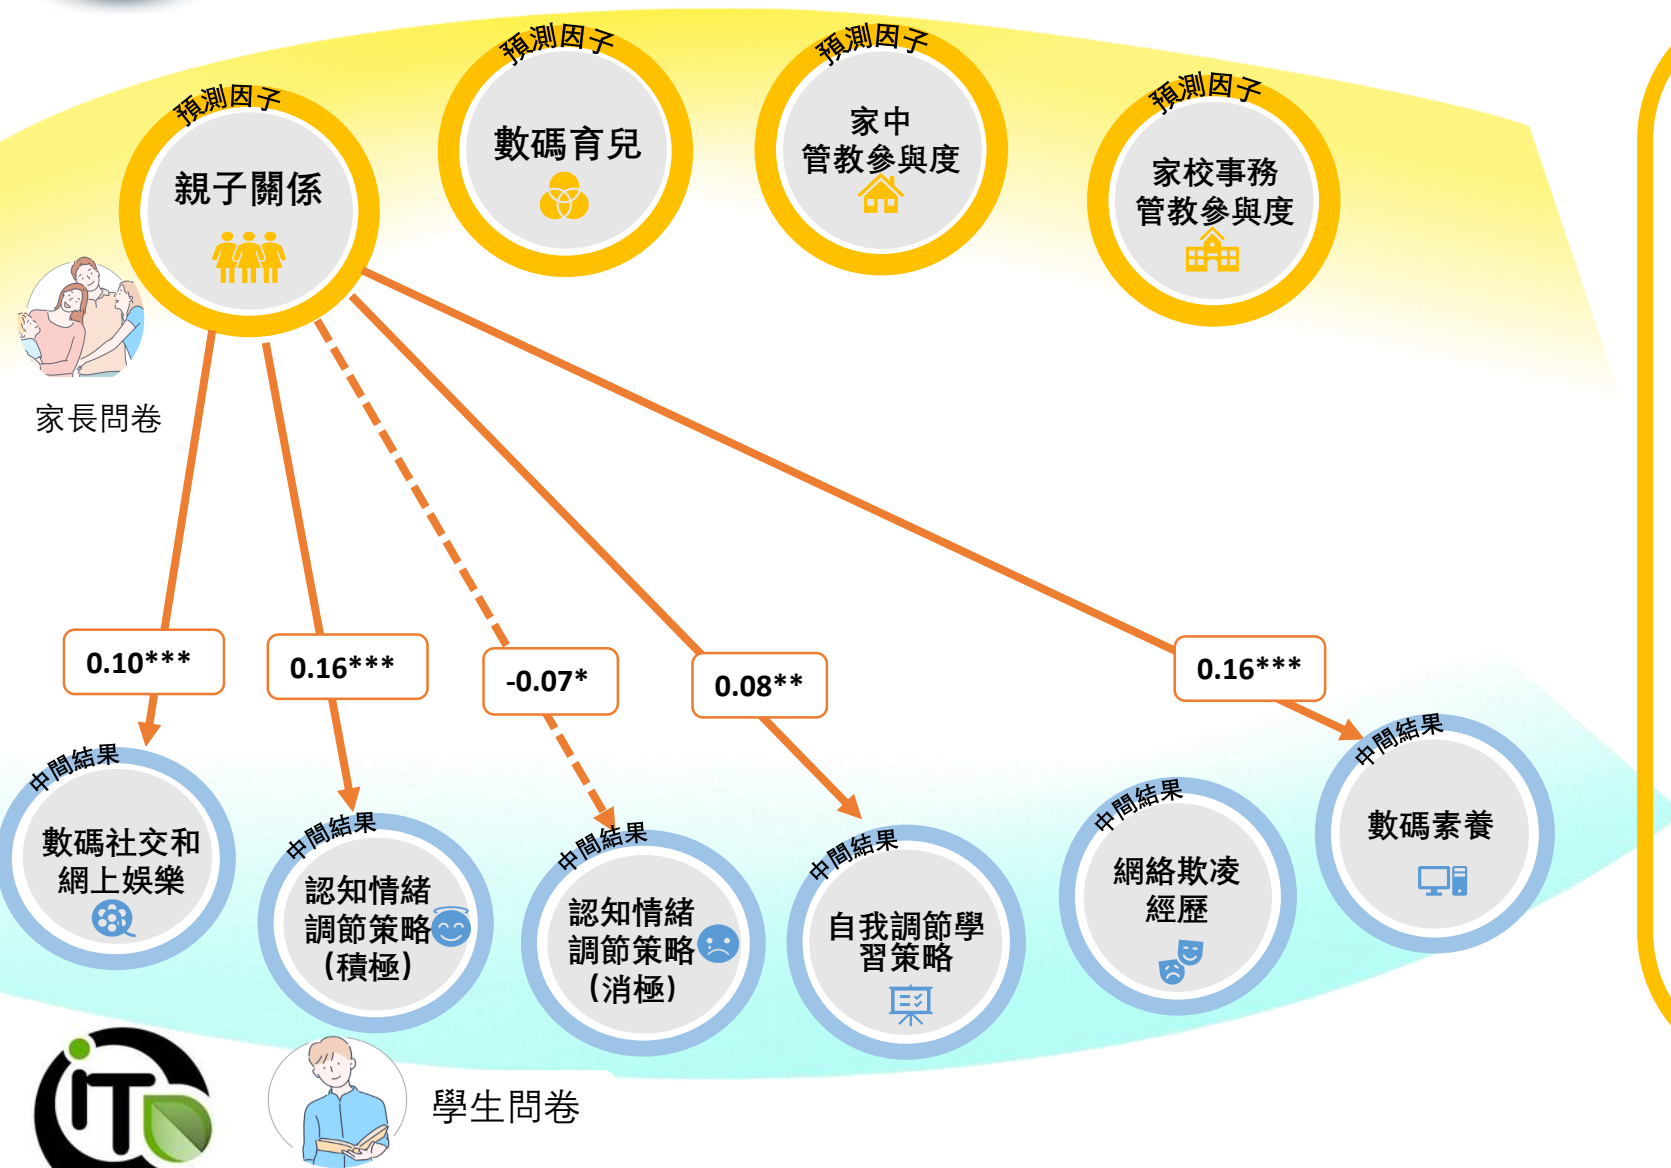 預測因子
親子關係
預測因子
數碼育兒
預測因子
家中
管教參與度
預測因子
家校事務
管教參與度
家長問卷
0.10***
0.16***
-0.07*
0.08**
0.16***
中間結果
數碼社交和
網上娛樂
中間結果
認知情緒
調節策略
（積極）
中間結果
認知情緒
調節策略
（消極）
中間結果
自我調節學
習策略
中間結果
網絡欺凌
經歷
中間結果
數碼素養
iT
學生問卷